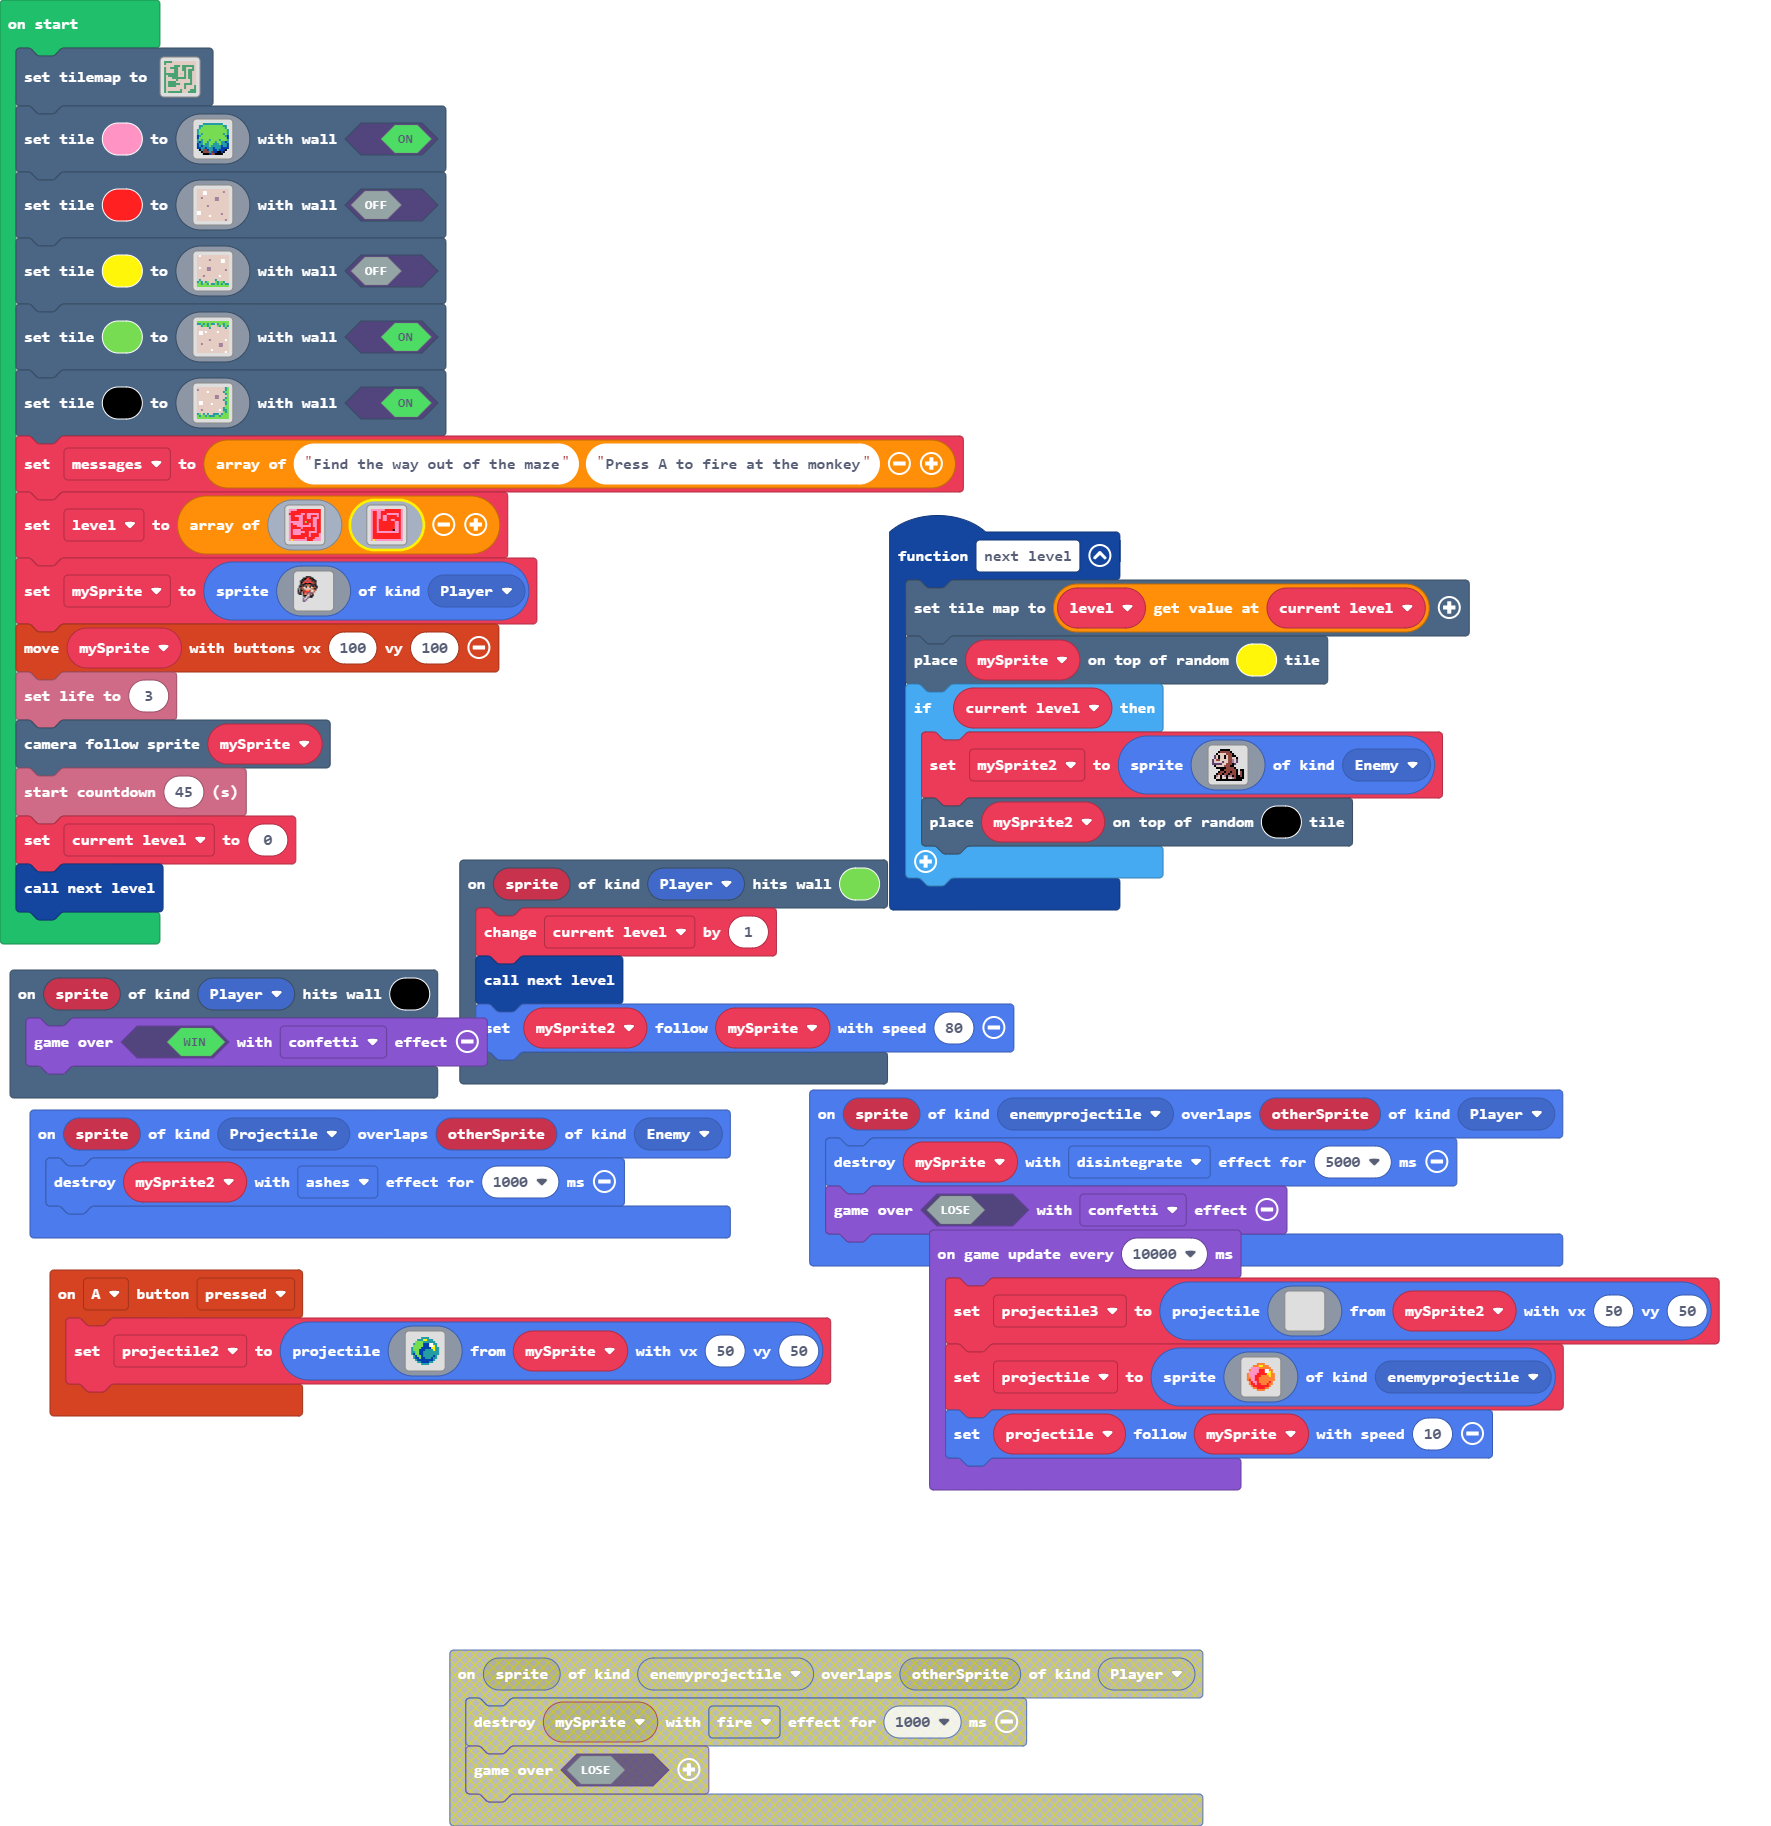 on start
set tilemap to
set tile to with wall ON
set tile to with wall OFF
set tile to with wall OFF
set tile to with wall ON
set tile to with wall ON
set messages to array of "Find the way out of the maze" "Press A to fire at the monkey"
set level to array of
set mySprite to sprite of kind Player
move mySprite with buttons vx 100 vy 100
set life to 3
camera follow sprite mySprite
start countdown 45 (s)
set current level to 0
call next level
function next level
set tile map to level get value at current level
place mySprite on top of random tile
if current level then
set mySprite2 to sprite of kind Enemy
place mySprite2 on top of random tile
on sprite of kind Player hits wall
change current level by 1
call next level
set mySprite2 follow mySprite with speed 80
on sprite of kind Player hits wall
game over WIN with confetti effect
on sprite of kind Projectile overlaps otherSprite of kind Enemy
destroy mySprite2 with ashes effect for 1000 ms
on sprite of kind enemyprojectile overlaps otherSprite of kind Player
destroy mySprite with disintegrate effect for 5000 ms
game over LOSE with confetti effect
on game update every 10000 ms
set projectile3 to projectile from mySprite2 with vx 50 vy 50
set projectile to sprite of kind enemyprojectile
set projectile follow mySprite with speed 10
on A button pressed
set projectile2 to projectile from mySprite with vx 50 vy 50
on sprite of kind enemyprojectile overlaps otherSprite of kind Player
destroy mySprite with fire effect for 1000 ms
game over LOSE